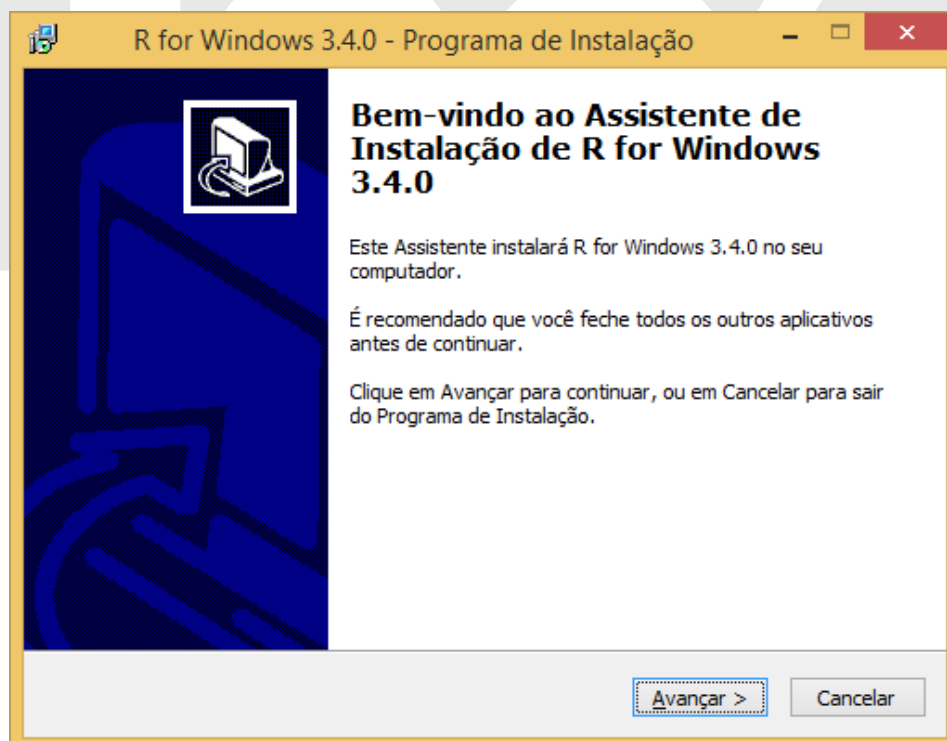 R for Windows 3.4.0 - Programa de Instalação
Bem-vindo ao Assistente de
Instalação de R for Windows
3.4.0
Este Assistente instalará R for Windows 3.4.0 no seu
computador.
É recomendado que você feche todos os outros aplicativos
antes de continuar.
Clique em Avançar para continuar, ou em Cancelar para sair
do Programa de Instalação.
Avançar >
Cancelar